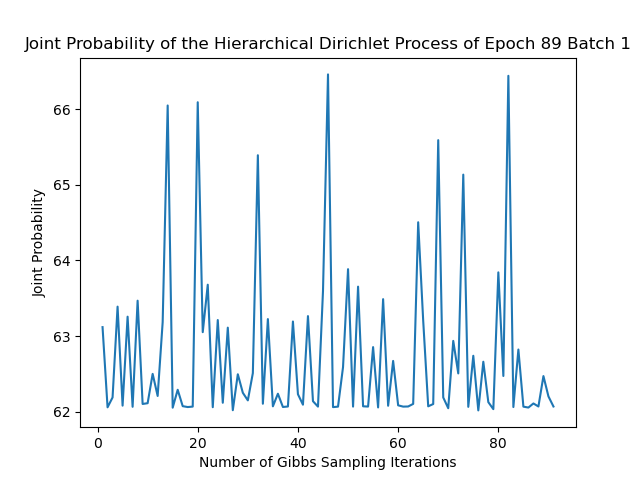 Joint Probability of the Hierarchical Dirichlet Process of Epoch 89 Batch 1
66
65
64
63
62
Joint Probability
0 20 40 60 80
Number of Gibbs Sampling Iterations